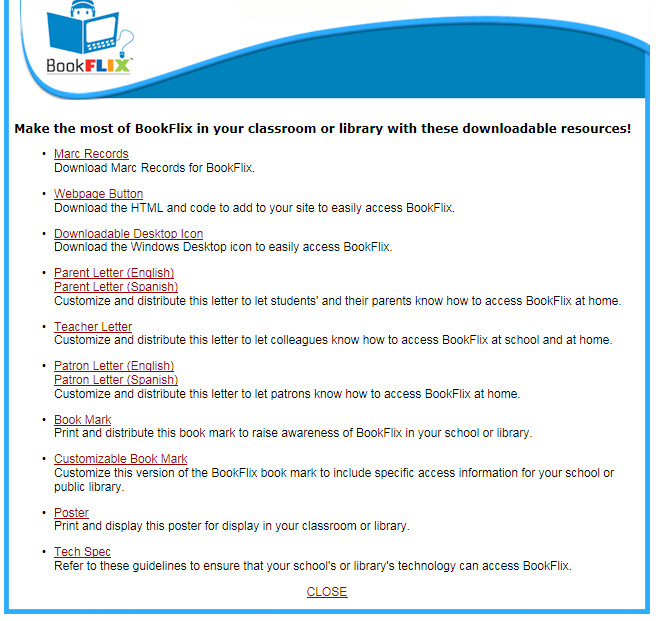 BookFLIX™
Make the most of BookFlix in your classroom or library with these downloadable resources!
• Marc Records
Download Marc Records for BookFlix.
• Webpage Button
Download the HTML and code to add to your site to easily access BookFlix.
• Downloadable Desktop Icon
Download the Windows Desktop icon to easily access BookFlix.
• Parent Letter (English)
Parent Letter (Spanish)
Customize and distribute this letter to let students' and their parents know how to access BookFlix at home.
• Teacher Letter
Customize and distribute this letter to let colleagues know how to access BookFlix at school and at home.
• Patron Letter (English)
Patron Letter (Spanish)
Customize and distribute this letter to let patrons know how to access BookFlix at home.
• Book Mark
Print and distribute this book mark to raise awareness of BookFlix in your school or library.
• Customizable Book Mark
Customize this version of the BookFlix book mark to include specific access information for your school or
public library.
• Poster
Print and display this poster for display in your classroom or library.
• Tech Spec
Refer to these guidelines to ensure that your school's or library's technology can access BookFlix.
CLOSE